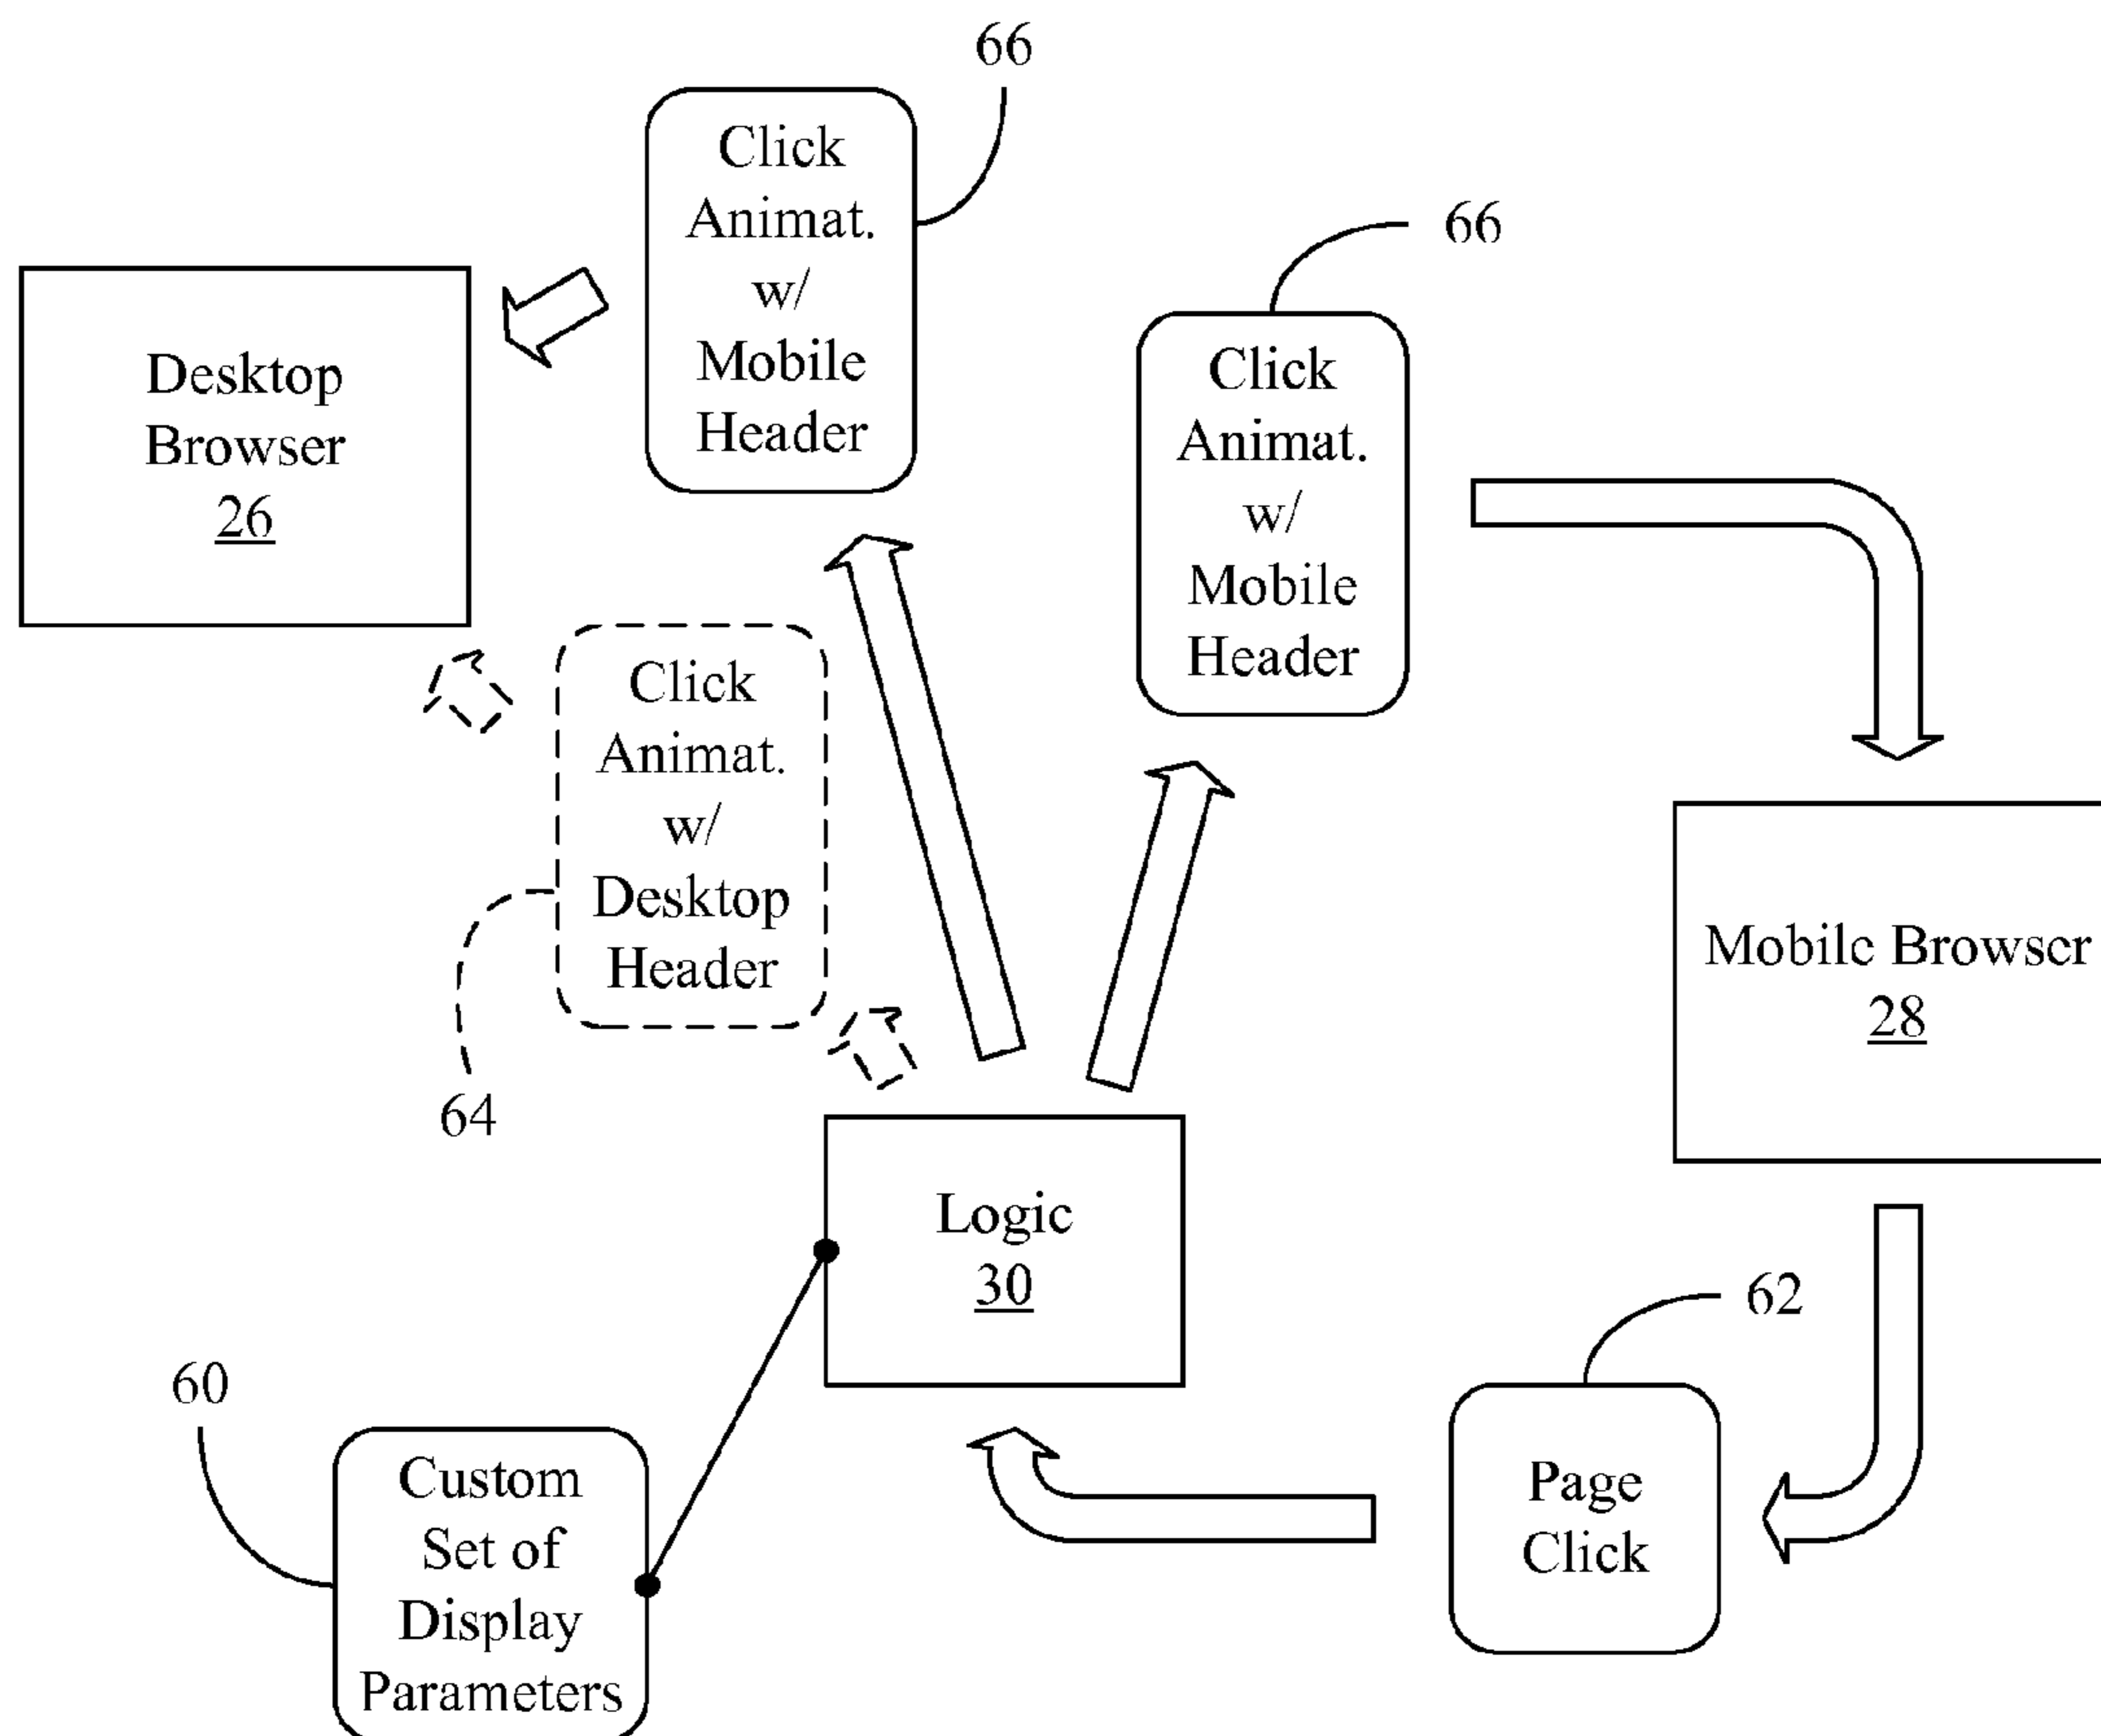 66
Click
Animat.
w/
Mobile
Header
66
Click
Animat.
w/
Mobile
Header
Desktop
Browser
26
Click
Animat.
w/
Desktop
Header
64
Mobile Browser
28
Logic
30
62
Page
Click
60
Custom
Set of
Display
Parameters